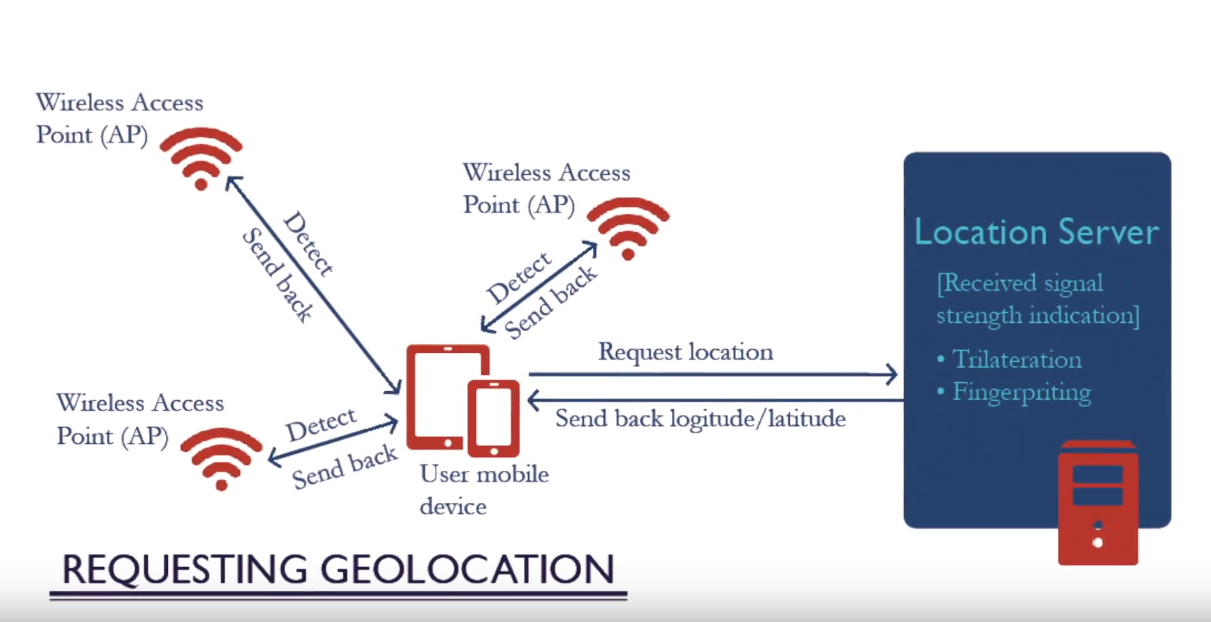 Wireless Access
Point (AP)
Wireless Access
Point (AP)
Detect
Send back
Detect
Send back
Location Server
[Received signal
strength indication]
• Trilateration
• Fingerpriting
Request location
Send back logitude/latitude
Wireless Access
Point (AP)
Detect
Send back
User mobile
device
REQUESTING GEOLOCATION